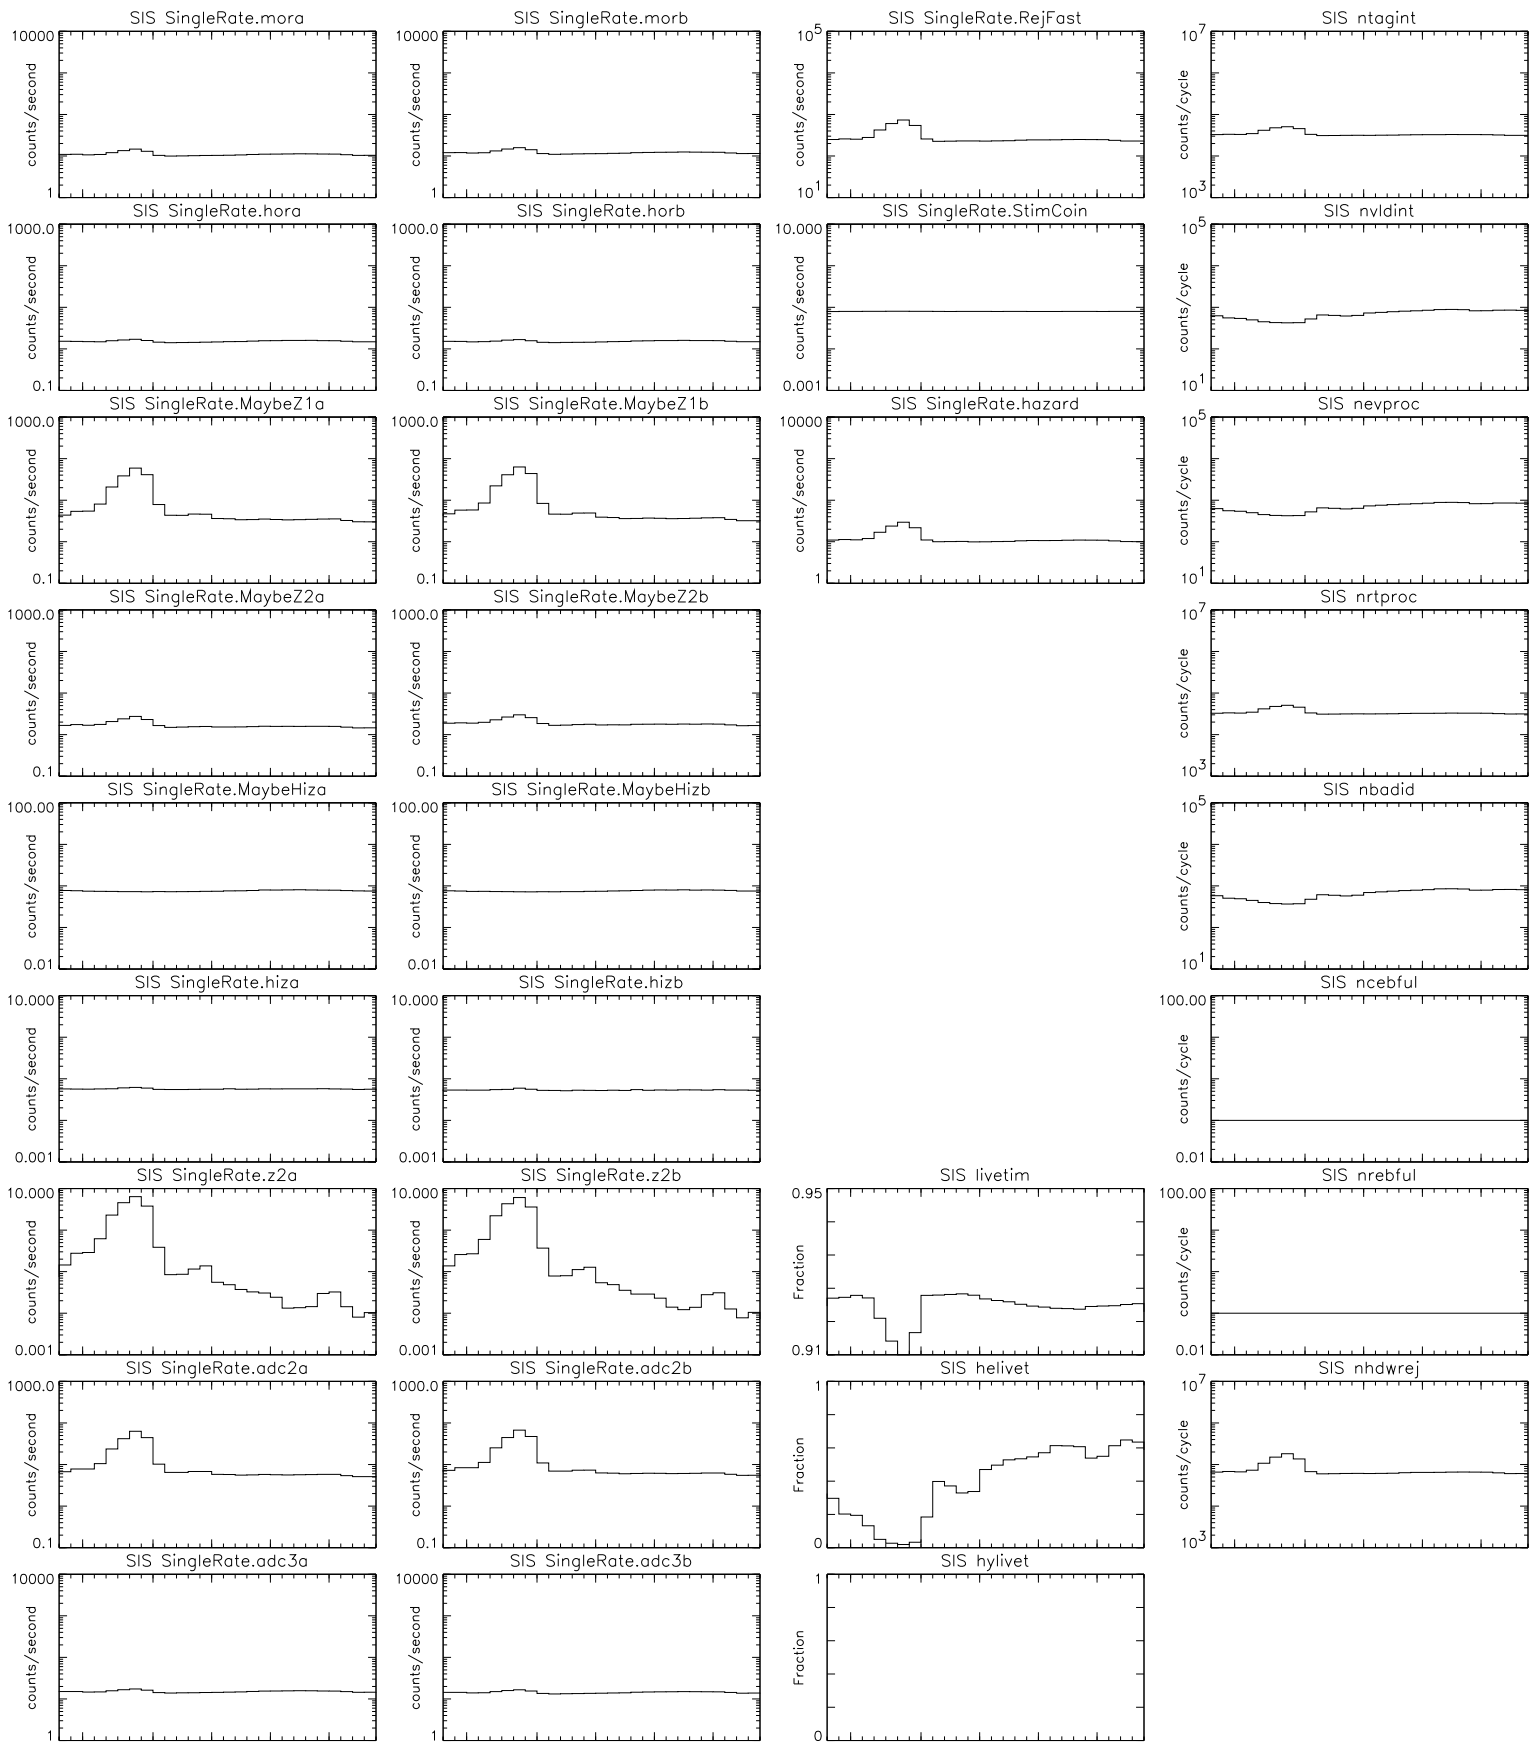 SIS SingleRate.mora
10000
counts/second
1
SIS SingleRate.morb
10000
counts/second
1
SIS SingleRate.RejFast
10^5
counts/second
10^1
SIS ntagint
10^7
counts/cycle
10^3
SIS SingleRate.hora
1000.0
counts/second
0.1
SIS SingleRate.horb
1000.0
counts/second
0.1
SIS SingleRate.StimCoin
10.000
counts/second
0.001
SIS nvldint
10^5
counts/cycle
10^1
SIS SingleRate.MaybeZ1a
1000.0
counts/second
0.1
SIS SingleRate.MaybeZ1b
1000.0
counts/second
0.1
SIS SingleRate.hazard
10000
counts/second
1
SIS nevproc
10^5
counts/cycle
10^1
SIS SingleRate.MaybeZ2a
1000.0
counts/second
0.1
SIS SingleRate.MaybeZ2b
1000.0
counts/second
0.1
SIS nrtproc
10^7
counts/cycle
10^3
SIS SingleRate.MaybeHiza
100.00
counts/second
0.01
SIS SingleRate.MaybeHizb
100.00
counts/second
0.01
SIS nbadid
10^5
counts/cycle
10^1
SIS SingleRate.hiza
10.000
counts/second
0.001
SIS SingleRate.hizb
10.000
counts/second
0.001
SIS ncebful
100.00
counts/cycle
0.01
SIS SingleRate.z2a
10.000
counts/second
0.001
SIS SingleRate.z2b
10.000
counts/second
0.001
SIS livetim
0.95
Fraction
0.91
SIS nrebful
100.00
counts/cycle
0.01
SIS SingleRate.adc2a
1000.0
counts/second
0.1
SIS SingleRate.adc2b
1000.0
counts/second
0.1
SIS helivet
1
Fraction
0
SIS nhdwrej
10^7
counts/cycle
10^3
SIS SingleRate.adc3a
10000
counts/second
1
SIS SingleRate.adc3b
10000
counts/second
1
SIS hylivet
1
Fraction
0